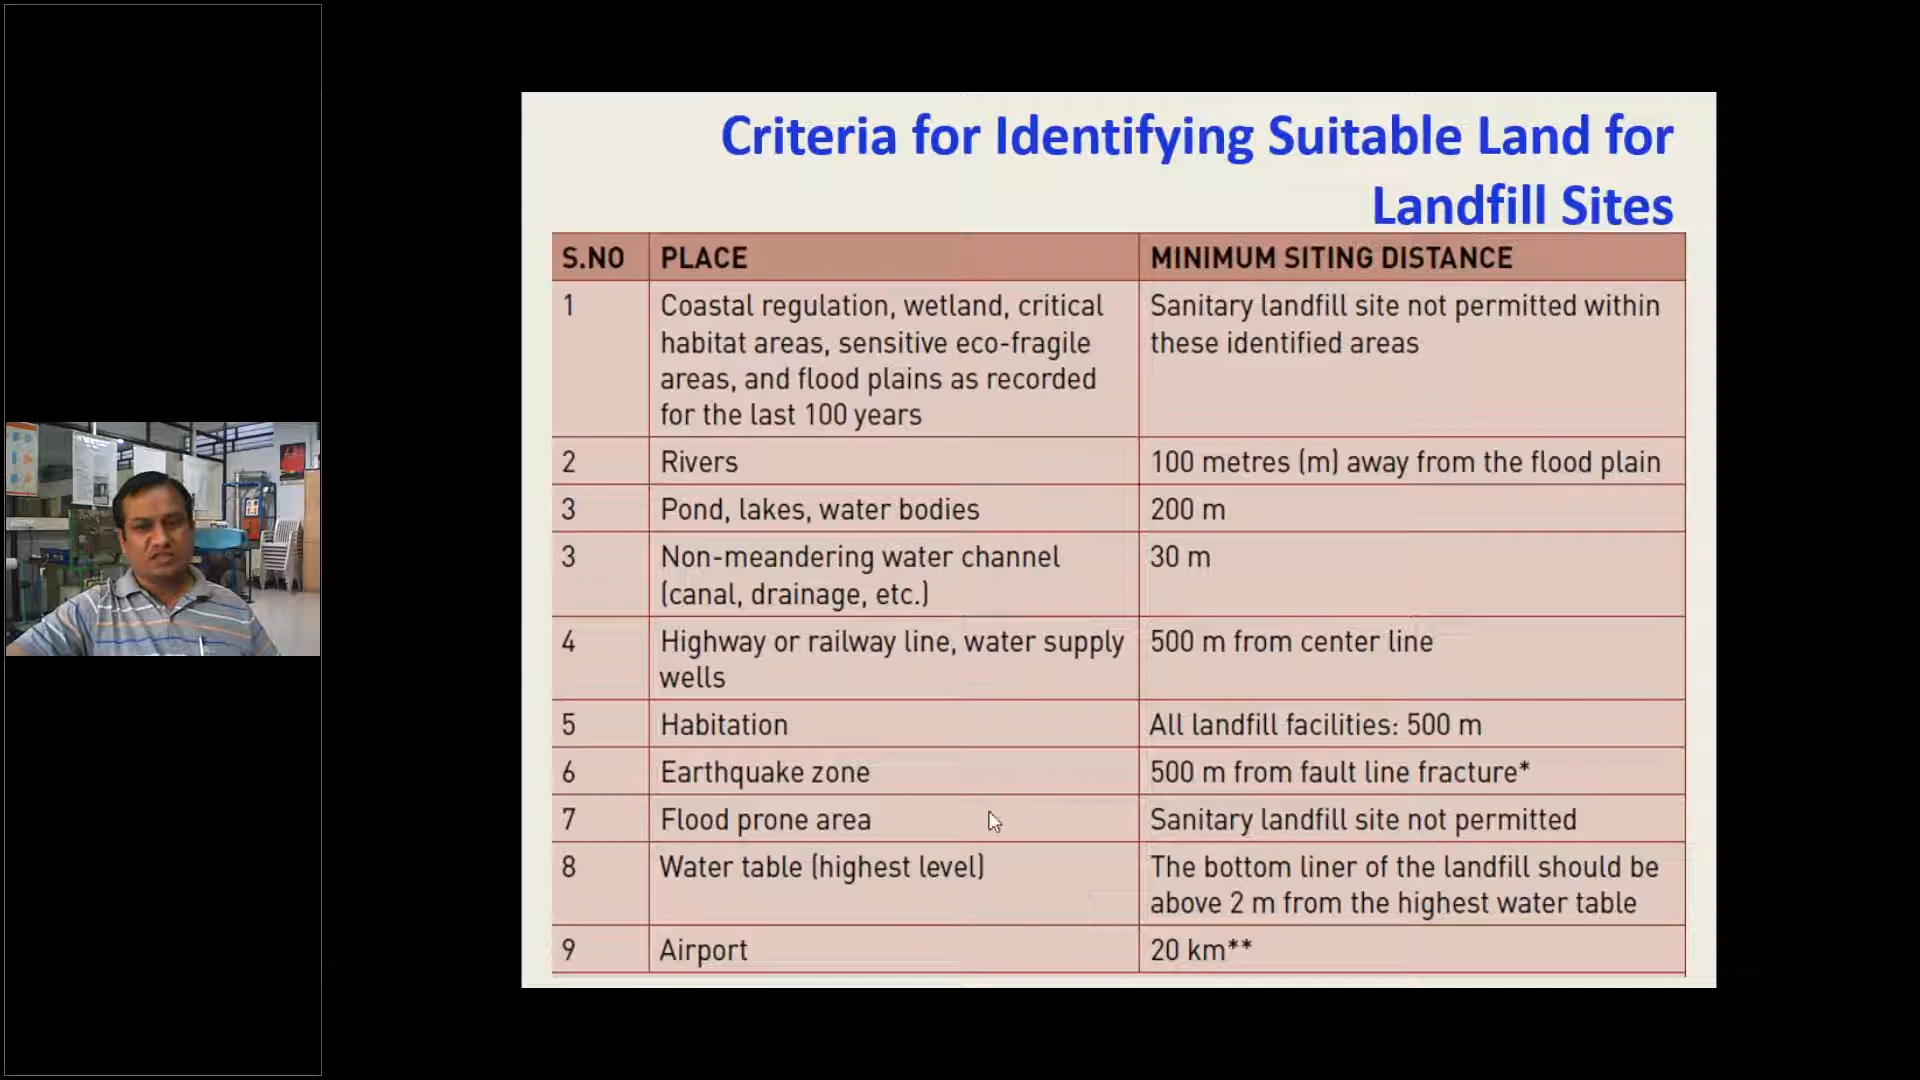 Criteria for Identifying Suitable Land for
Landfill Sites
S.NO PLACE MINIMUM SITING DISTANCE
1 Coastal regulation, wetland, critical Sanitary landfill site not permitted within
habitat areas, sensitive eco-fragile these identified areas
areas, and flood plains as recorded
for the last 100 years
2 Rivers 100 metres (m) away from the flood plain
3 Pond, lakes, water bodies 200 m
3 Non-meandering water channel 30 m
(canal, drainage, etc.)
4 Highway or railway line, water supply 500 m from center line
wells
5 Habitation All landfill facilities: 500 m
6 Earthquake zone 500 m from fault line fracture*
7 Flood prone area Sanitary landfill site not permitted
8 Water table (highest level) The bottom liner of the landfill should be
above 2 m from the highest water table
9 Airport 20 km**